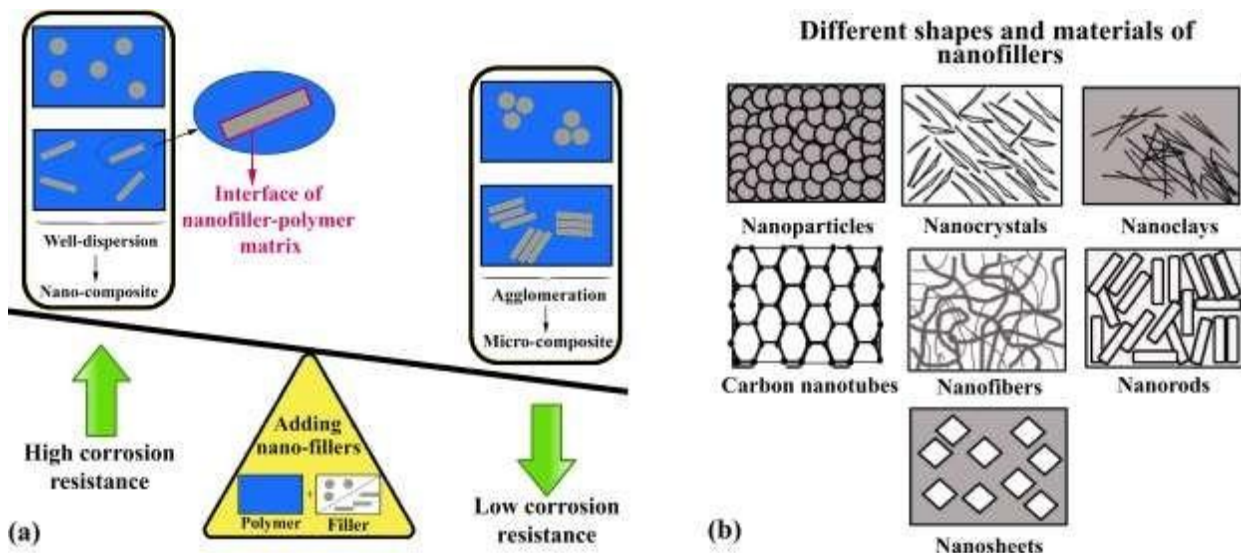 Interface of
nanofiller-polymer
matrix
Well-dispersion
Nano-composite
Agglomeration
Micro-composite
High corrosion
resistance
Adding
nano-fillers
+
Polymer
Filler
Low corrosion
resistance
(a)
Different shapes and materials of
nanofillers
Nanoparticles
Nanocrystals
Nanoclays
Carbon nanotubes
Nanofibers
Nanorods
Nanosheets
(b)